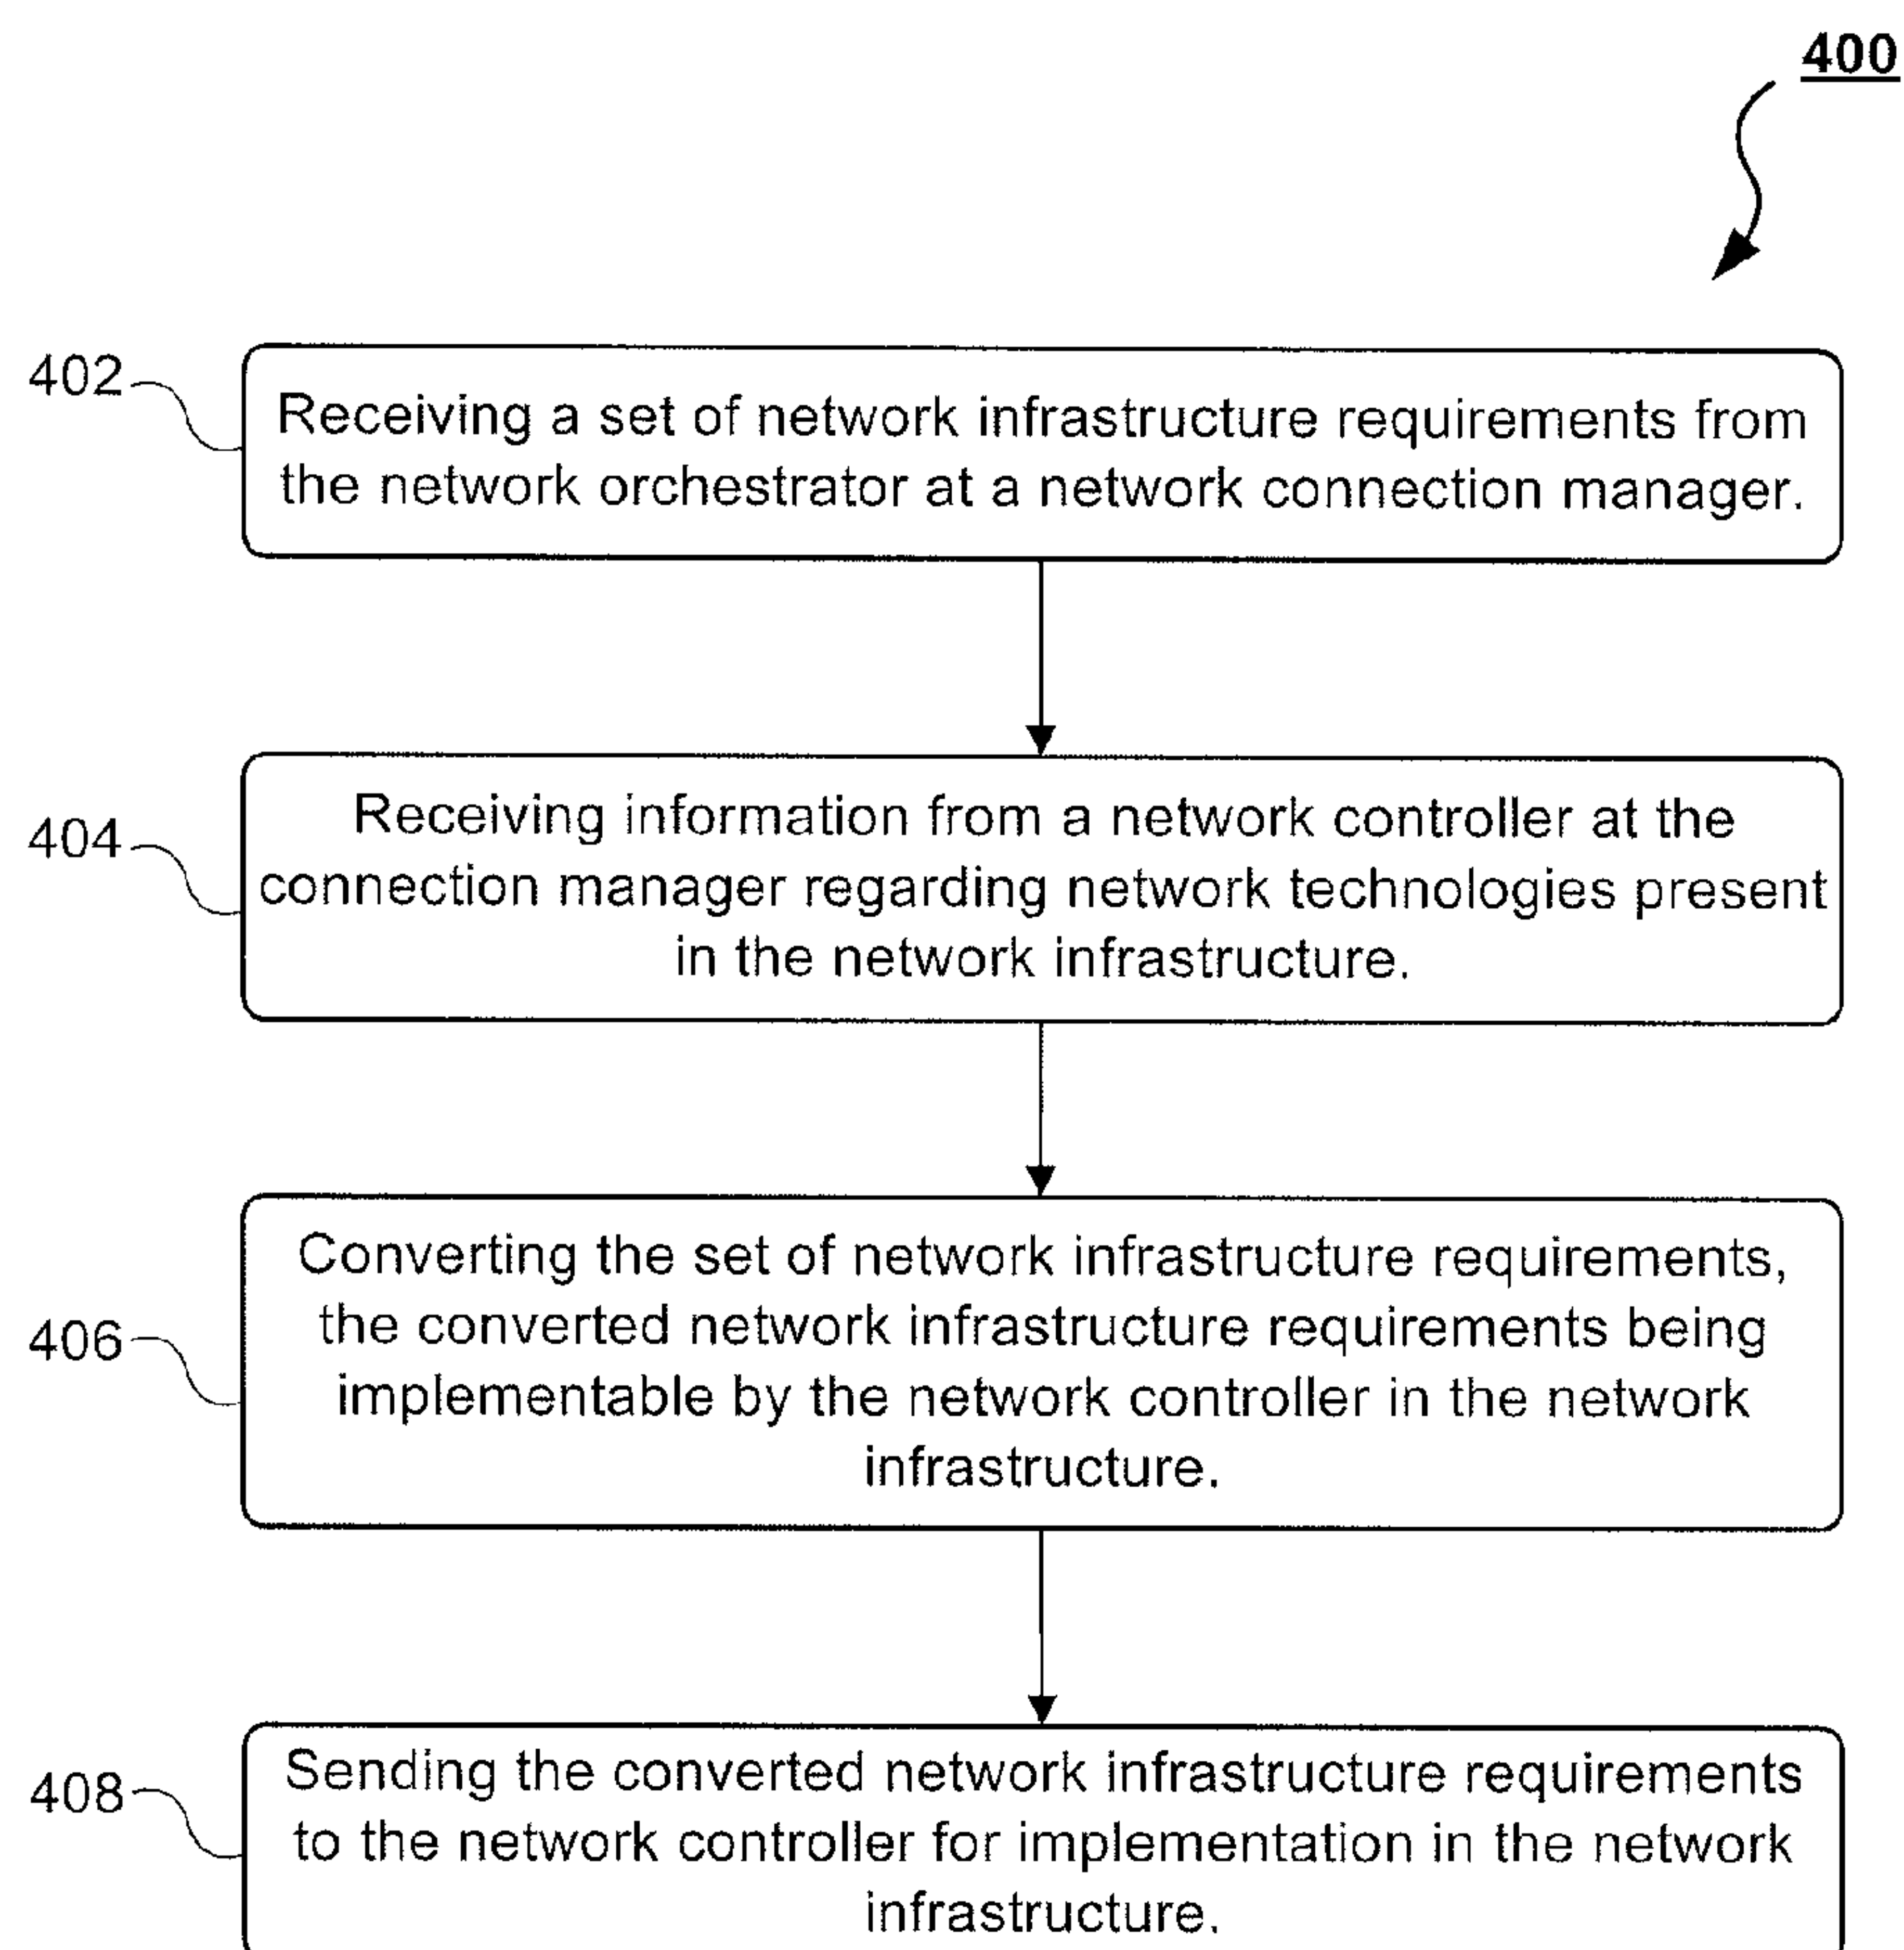 400
402
Receiving a set of network infrastructure requirements from
the network orchestrator at a network connection manager.
404
Receiving information from a network controller at the
connection manager regarding network technologies present
in the network infrastructure.
406
Converting the set of network infrastructure requirements,
the converted network infrastructure requirements being
implementable by the network controller in the network
infrastructure.
408
Sending the converted network infrastructure requirements
to the network controller for implementation in the network
infrastructure.